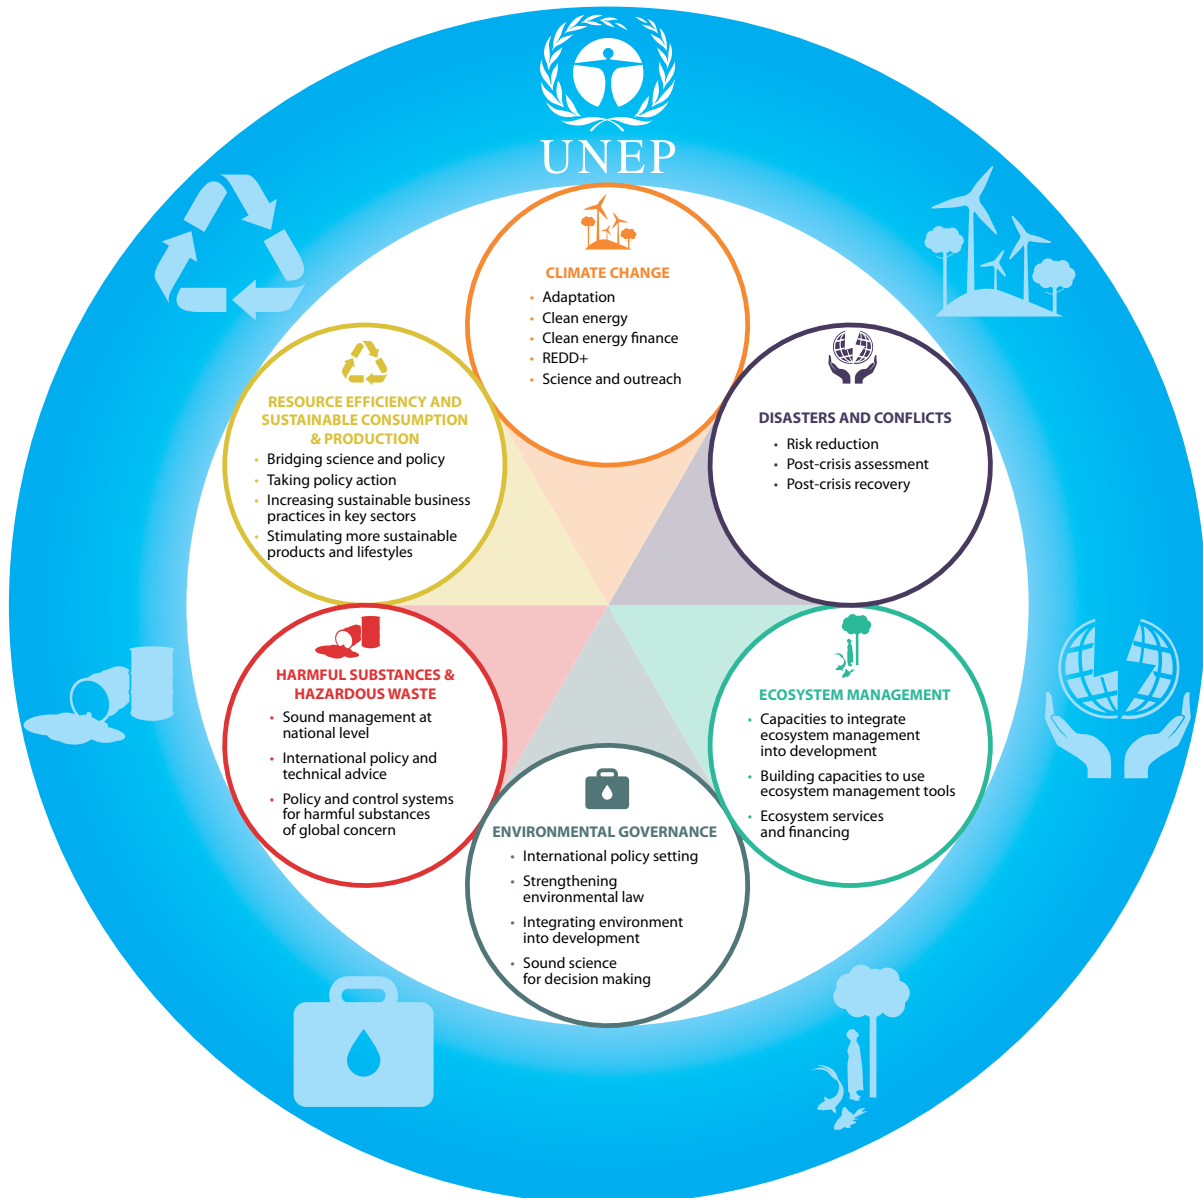 UNEP
CLIMATE CHANGE
• Adaptation
• Clean energy
• Clean energy finance
• REDD+
• Science and outreach
DISASTERS AND CONFLICTS
• Risk reduction
• Post-crisis assessment
• Post-crisis recovery
ECOSYSTEM MANAGEMENT
• Capacities to integrate
ecosystem management
into development
• Building capacities to use
ecosystem management tools
• Ecosystem services
and financing
ENVIRONMENTAL GOVERNANCE
• International policy setting
• Strengthening
environmental law
• Integrating environment
into development
• Sound science
for decision making
HARMFUL SUBSTANCES &
HAZARDOUS WASTE
• Sound management at
national level
• International policy and
technical advice
• Policy and control systems
for harmful substances
of global concern
RESOURCE EFFICIENCY AND
SUSTAINABLE CONSUMPTION
& PRODUCTION
• Bridging science and policy
• Taking policy action
• Increasing sustainable business
practices in key sectors
• Stimulating more sustainable
products and lifestyles